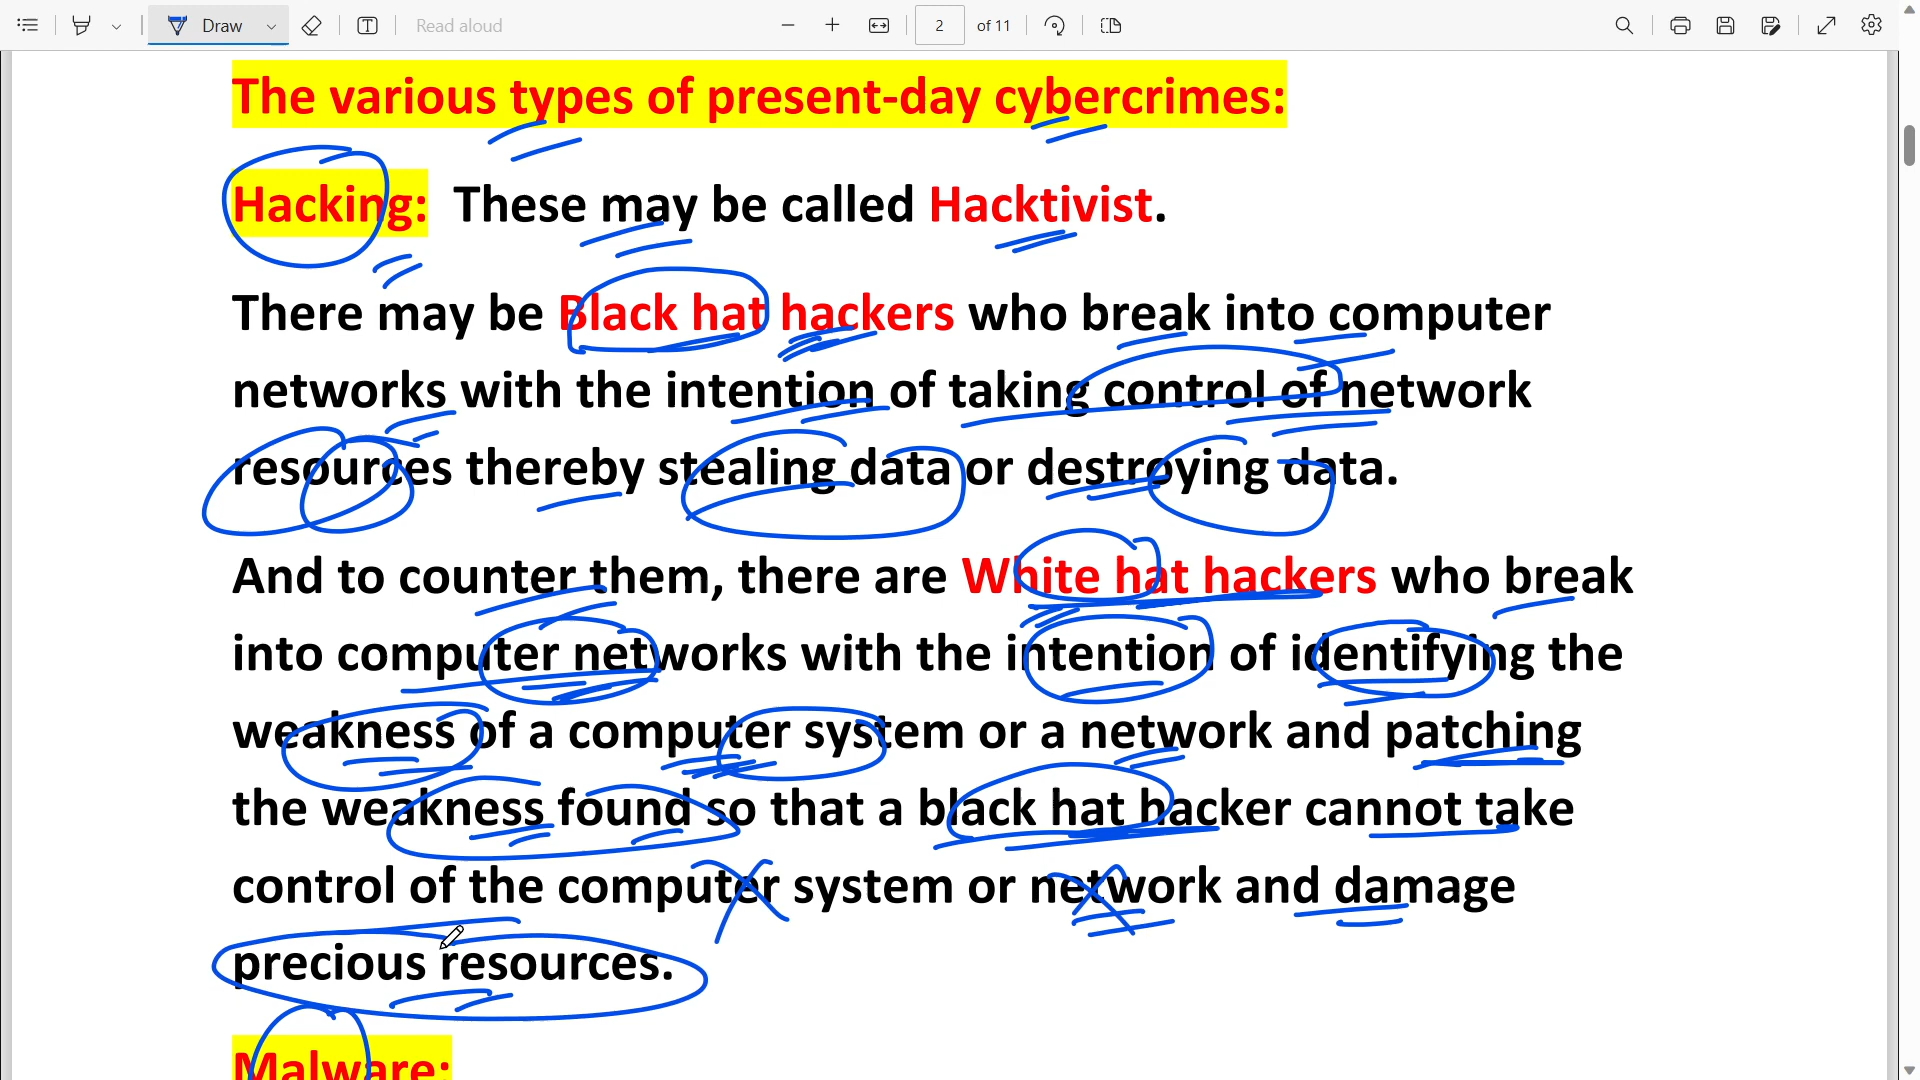 Draw
Read aloud
2 of 11
The various types of present-day cybercrimes:
Hacking: These may be called Hacktivist.
There may be Black hat hackers who break into computer
networks with the intention of taking control of network
resources thereby stealing data or destroying data.
And to counter them, there are White hat hackers who break
into computer networks with the intention of identifying the
weakness of a computer system or a network and patching
the weakness found so that a black hat hacker cannot take
control of the computer system or network and damage
precious resources.
Malware: